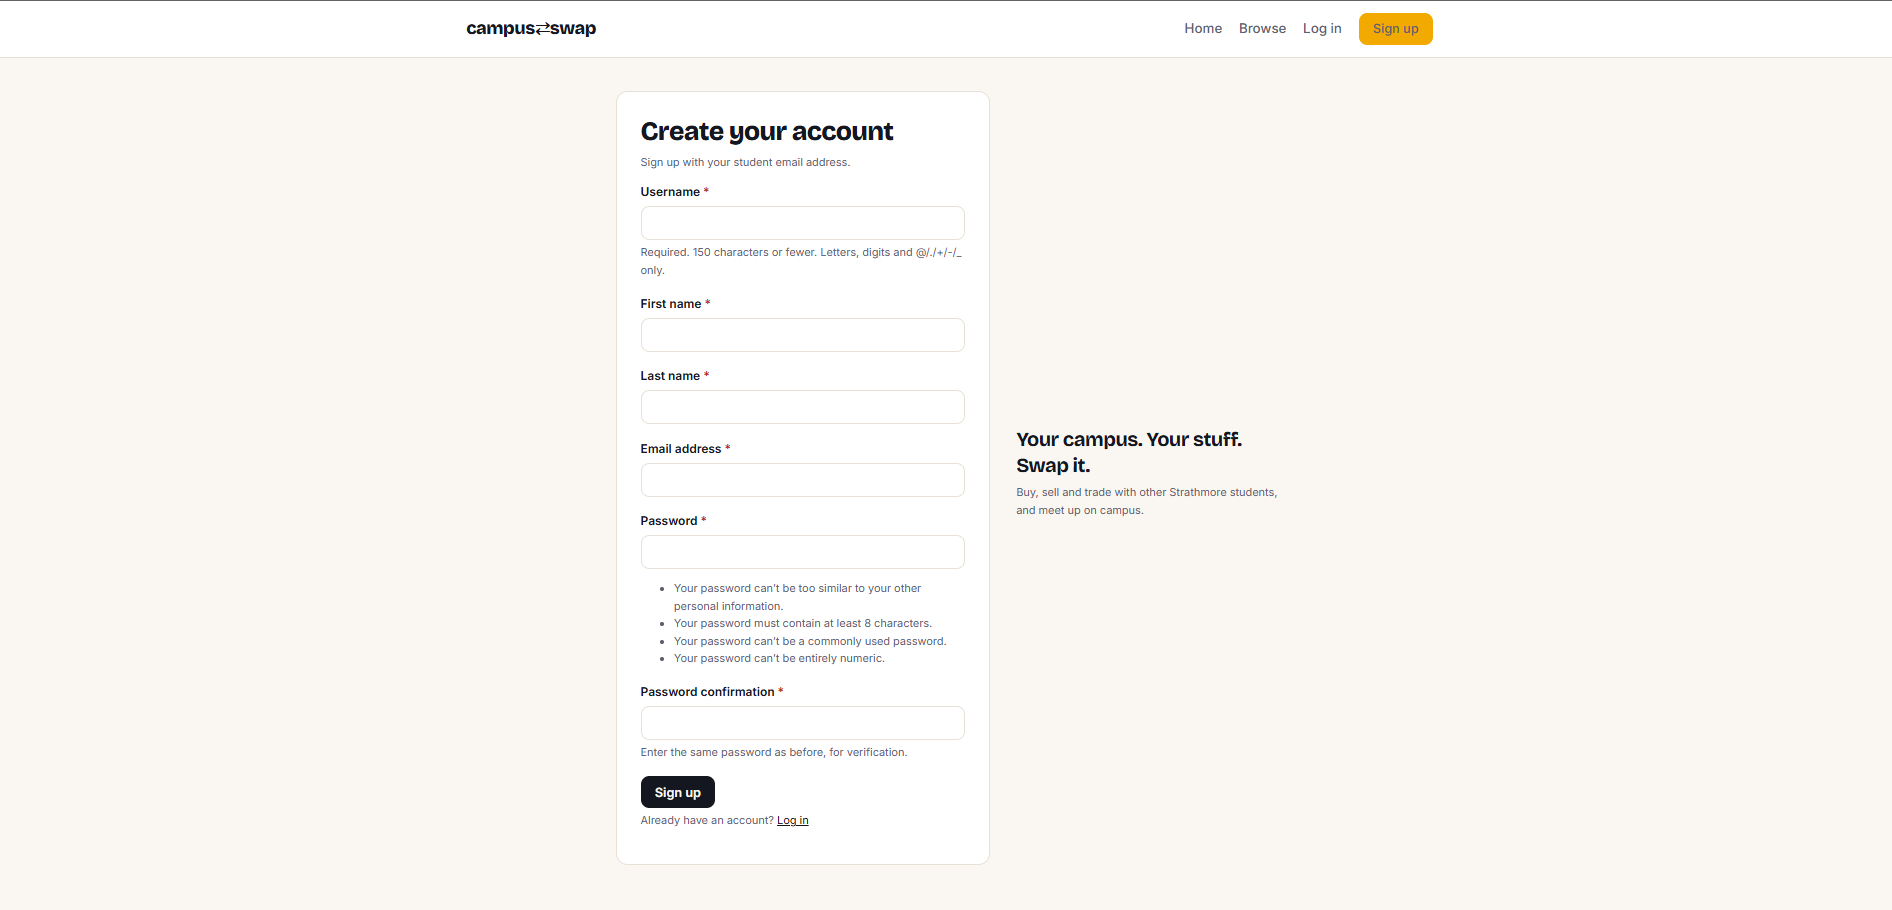 campus⇄swap
Home Browse Log in Sign up
Create your account
Sign up with your student email address.
Username *
Required. 150 characters or fewer. Letters, digits and @/./+/-/_
only.
First name *
Last name *
Email address *
Password *
• Your password can't be too similar to your other
personal information.
• Your password must contain at least 8 characters.
• Your password can't be a commonly used password.
• Your password can't be entirely numeric.
Password confirmation *
Enter the same password as before, for verification.
Sign up
Already have an account? Log in
Your campus. Your stuff.
Swap it.
Buy, sell and trade with other Strathmore students,
and meet up on campus.